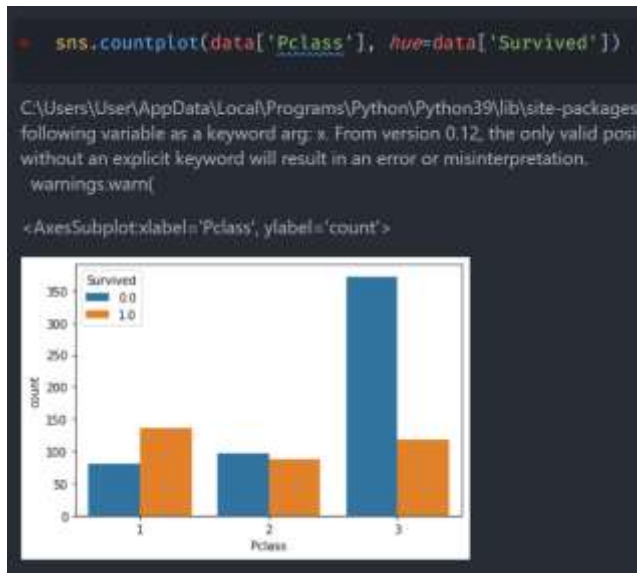 sns.countplot(data['Pclass'], hue=data['Survived'])
C:\Users\User\AppData\Local\Programs\Python\Python39\lib\site-packages
following variable as a keyword arg: x. From version 0.12, the only valid posi
without an explicit keyword will result in an error or misinterpretation.
warnings.warn(
<AxesSubplot:xlabel='Pclass', ylabel='count'>
Survived
0.0
1.0
350
300
250
200
150
100
50
0
count
1 2 3
Pclass